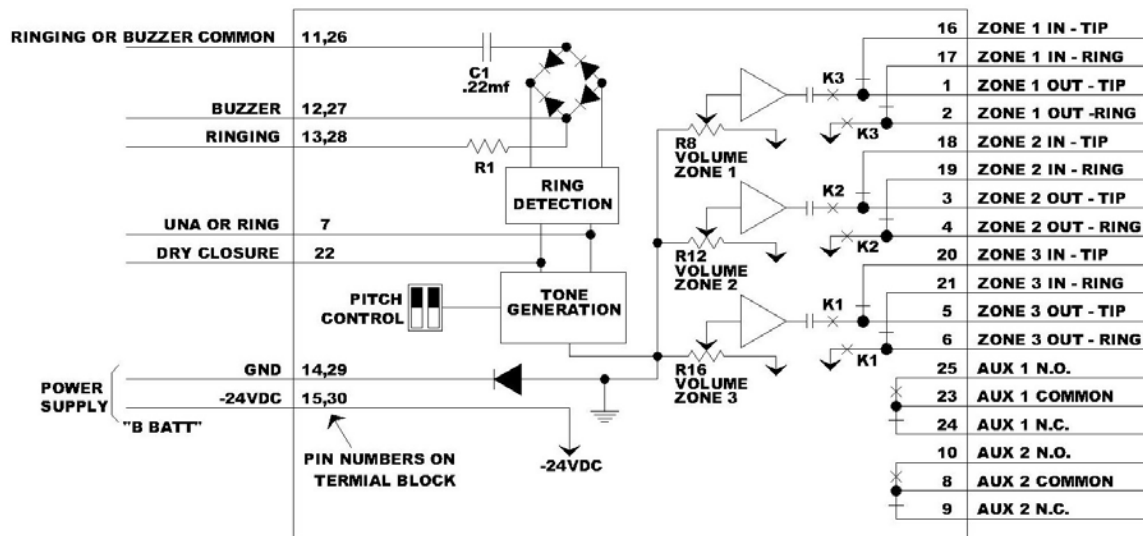 RINGING OR BUZZER COMMON 11,26
C1
.22mf
BUZZER 12,27
RINGING 13,28
R1
RING
DETECTION
UNA OR RING 7
DRY CLOSURE 22
PITCH
CONTROL
TONE
GENERATION
GND 14,29
POWER
SUPPLY
-24VDC 15,30
"B BATT"
PIN NUMBERS ON
TERMIAL BLOCK
-24VDC
K3
R8
VOLUME
ZONE 1
K3
K2
R12
VOLUME
ZONE 2
K2
K1
R16
VOLUME
ZONE 3
K1
16 ZONE 1 IN - TIP
17 ZONE 1 IN - RING
1 ZONE 1 OUT - TIP
2 ZONE 1 OUT -RING
18 ZONE 2 IN - TIP
19 ZONE 2 IN - RING
3 ZONE 2 OUT - TIP
4 ZONE 2 OUT - RING
20 ZONE 3 IN - TIP
21 ZONE 3 IN - RING
5 ZONE 3 OUT - TIP
6 ZONE 3 OUT - RING
25 AUX 1 N.O.
23 AUX 1 COMMON
24 AUX 1 N.C.
10 AUX 2 N.O.
8 AUX 2 COMMON
9 AUX 2 N.C.